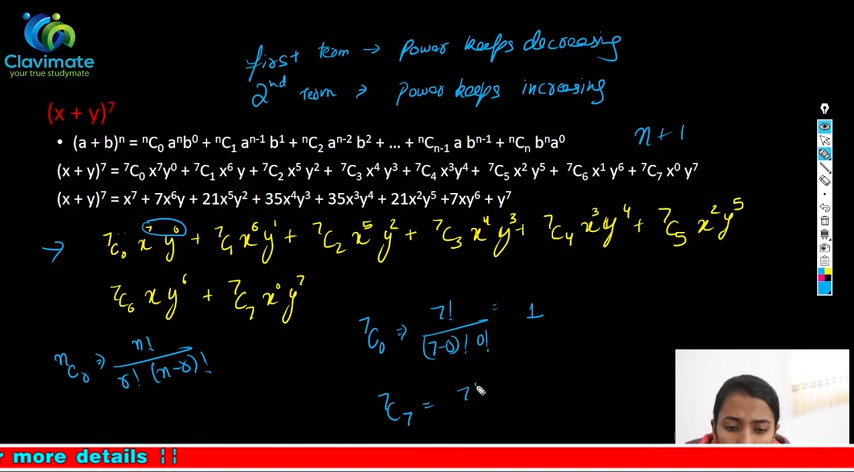 Clavimate
your true studymate
first term → Power keeps decreasing
2nd term → Power keeps increasing
(x + y)⁷
• (a + b)ⁿ = ⁿC₀ aⁿb⁰ + ⁿC₁ aⁿ⁻¹ b¹ + ⁿC₂ aⁿ⁻² b² + ... + ⁿCₙ₋₁ a bⁿ⁻¹ + ⁿCₙ bⁿa⁰
n + 1
(x + y)⁷ = ⁷C₀ x⁷y⁰ + ⁷C₁ x⁶ y + ⁷C₂ x⁵ y² + ⁷C₃ x⁴ y³ + ⁷C₄ x³y⁴ + ⁷C₅ x² y⁵ + ⁷C₆ x¹ y⁶ + ⁷C₇ x⁰ y⁷
(x + y)⁷ = x⁷ + 7x⁶y + 21x⁵y² + 35x⁴y³ + 35x³y⁴ + 21x²y⁵ +7xy⁶ + y⁷
→ ⁷C₀ x⁷ y⁰ + ⁷C₁ x⁶ y¹ + ⁷C₂ x⁵ y² + ⁷C₃ x⁴ y³ + ⁷C₄ x³ y⁴ + ⁷C₅ x² y⁵
⁷C₆ x y⁶ + ⁷C₇ x⁰ y⁷
⁷C₀ ⇒ 7! / (7-0)! 0! = 1
ⁿCᵣ ⇒ n! / r! (n-r)!
⁷C₇ = 7
r more details ¦¦